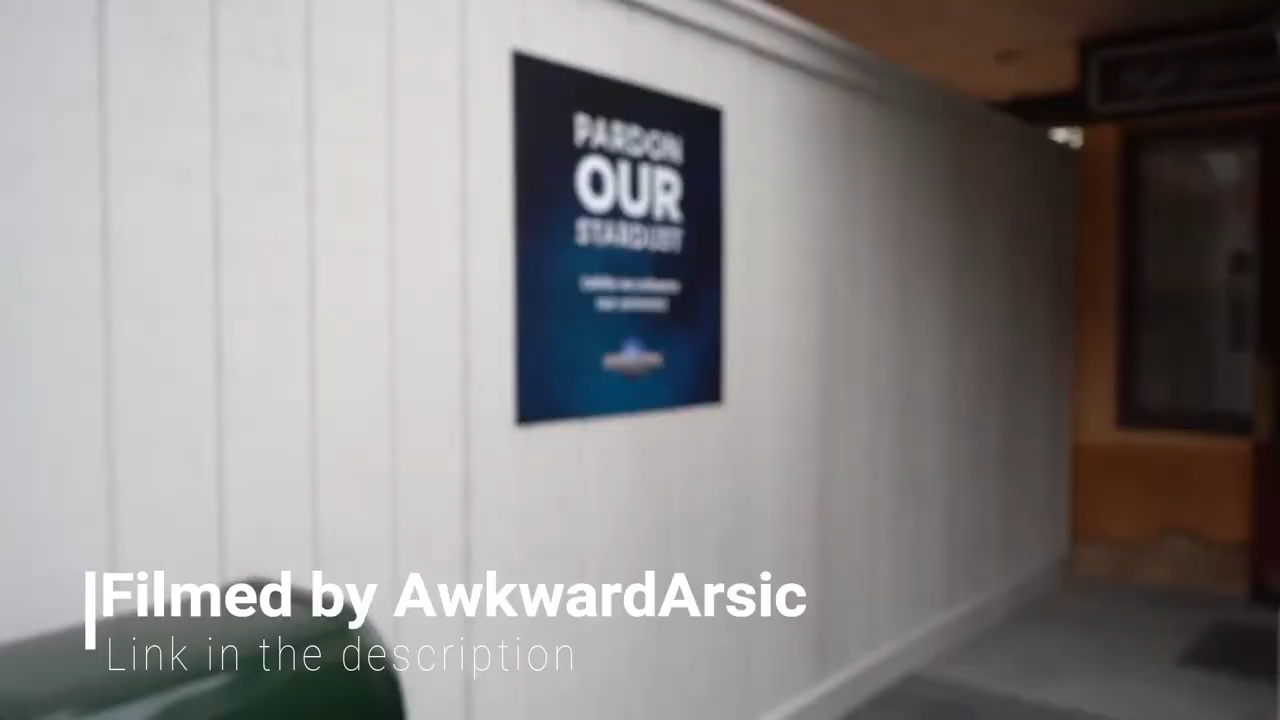 PARDON
OUR
STARDUST
Filmed by AwkwardArsic
Link in the description